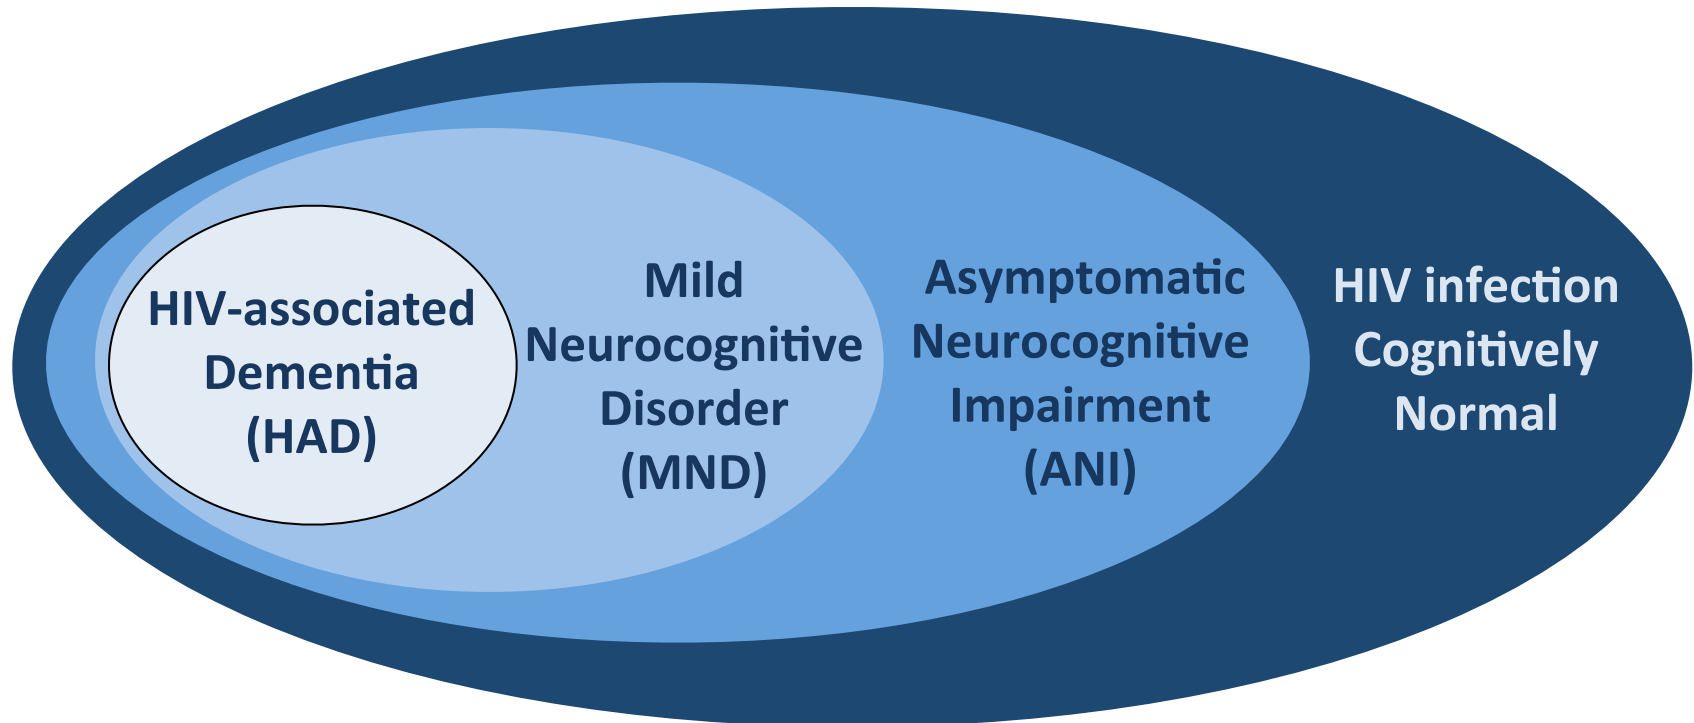 HIV-associated
Dementia
(HAD)
Mild
Neurocognitive
Disorder
(MND)
Asymptomatic
Neurocognitive
Impairment
(ANI)
HIV infection
Cognitively
Normal